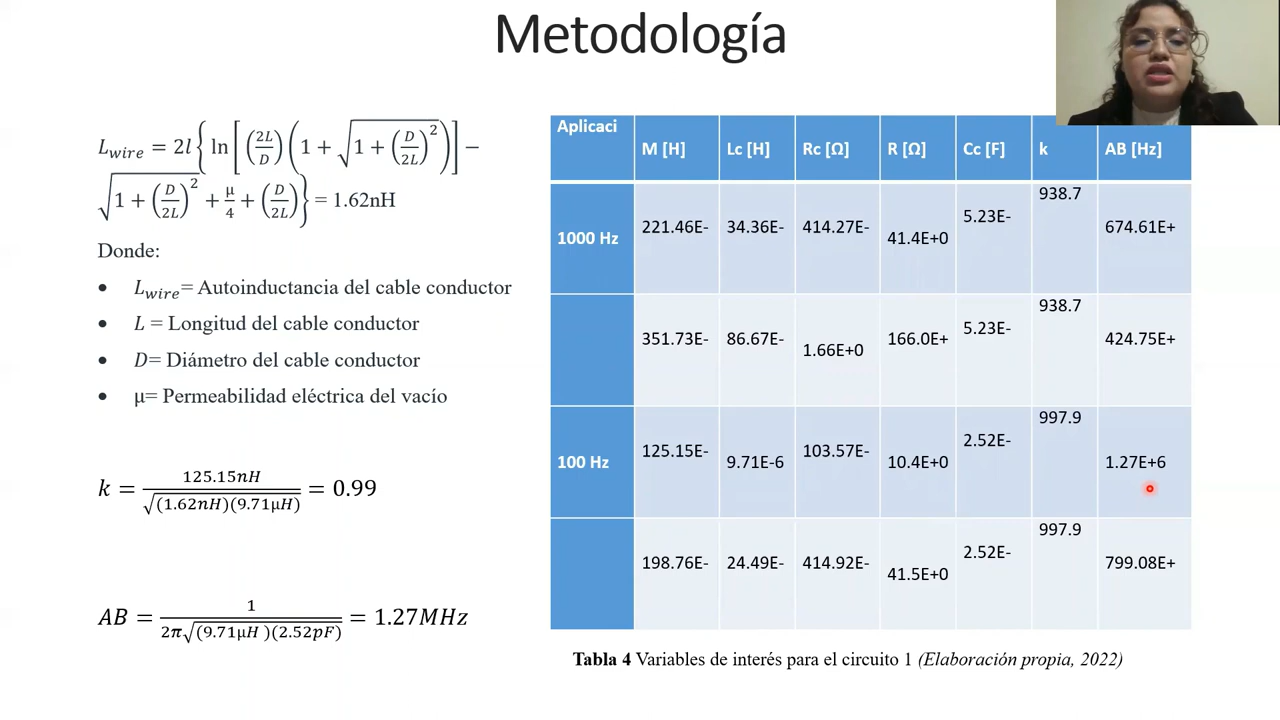 Metodología
L_wire = 2l{ln[(2L/D)(1 + √(1 + (D/2L)²))] −
√(1 + (D/2L)²) + μ/4 + (D/2L)} = 1.62nH
Donde:
• L_wire= Autoinductancia del cable conductor
• L = Longitud del cable conductor
• D= Diámetro del cable conductor
• μ= Permeabilidad eléctrica del vacío
k = 125.15nH / √((1.62nH)(9.71μH)) = 0.99
AB = 1 / 2π√((9.71μH )(2.52pF)) = 1.27MHz
Aplicaci M [H] Lc [H] Rc [Ω] R [Ω] Cc [F] k AB [Hz]
1000 Hz 221.46E- 34.36E- 414.27E- 41.4E+0 5.23E- 938.7 674.61E+
351.73E- 86.67E- 1.66E+0 166.0E+ 5.23E- 938.7 424.75E+
100 Hz 125.15E- 9.71E-6 103.57E- 10.4E+0 2.52E- 997.9 1.27E+6
198.76E- 24.49E- 414.92E- 41.5E+0 2.52E- 997.9 799.08E+
Tabla 4 Variables de interés para el circuito 1 (Elaboración propia, 2022)